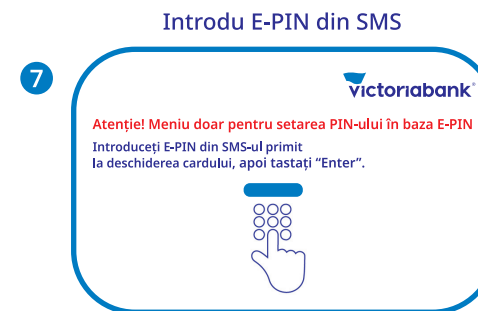 Introdu E-PIN din SMS
7
victoriabank
Atenție! Meniu doar pentru setarea PIN-ului în baza E-PIN
Introduceți E-PIN din SMS-ul primit
la deschiderea cardului, apoi tastați “Enter”.